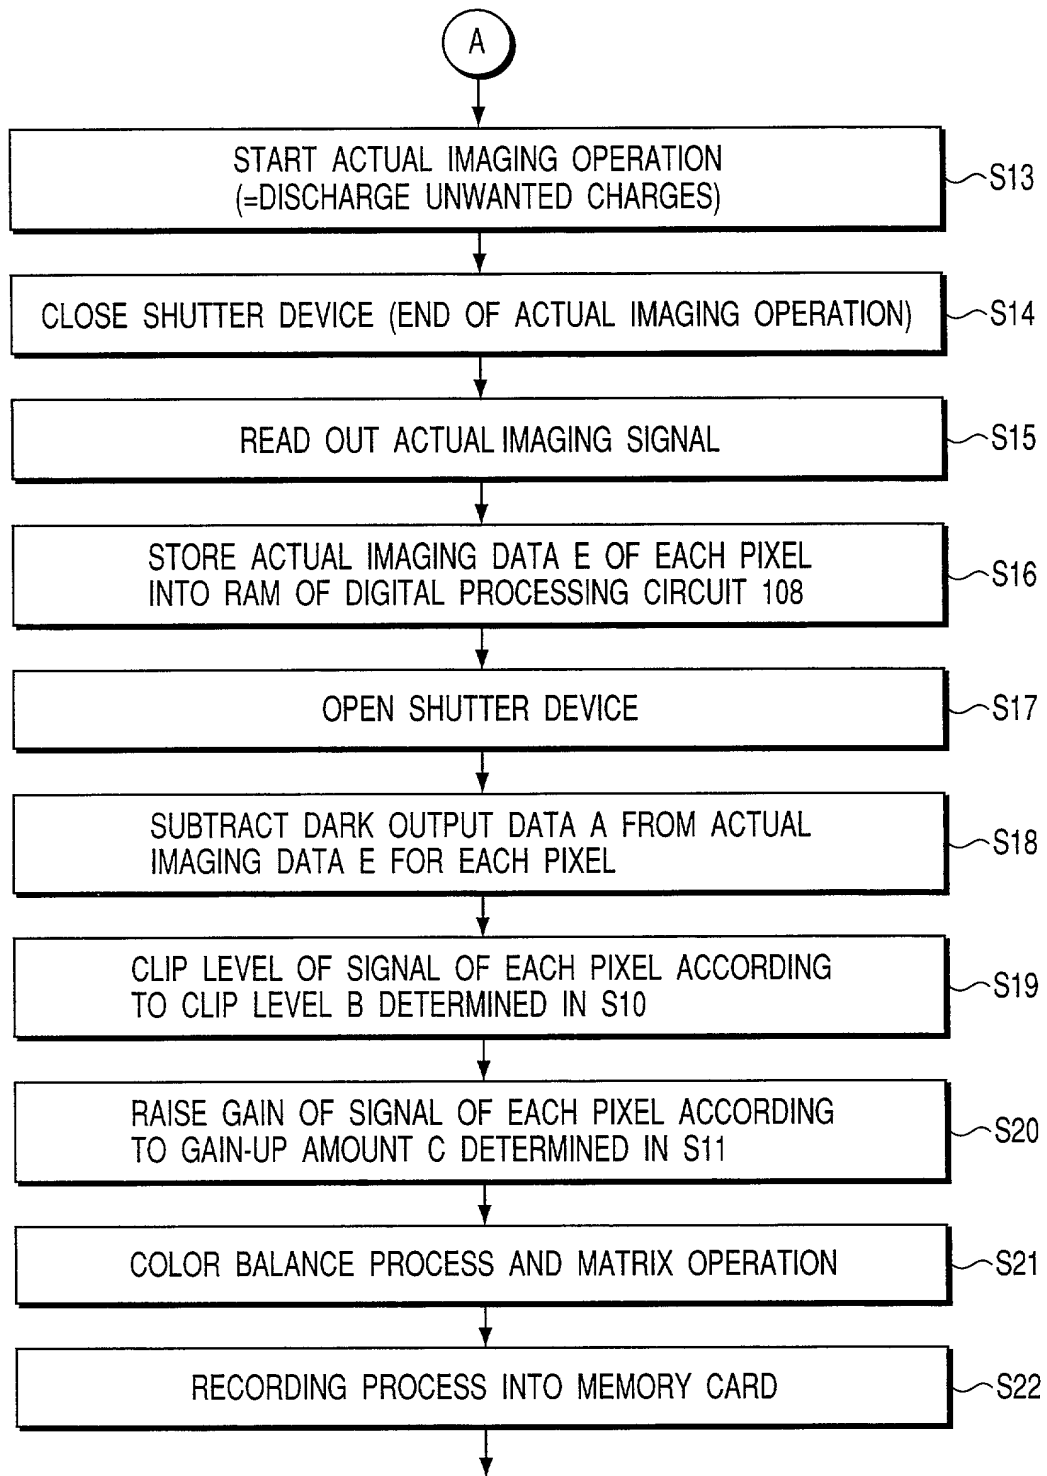 A
START ACTUAL IMAGING OPERATION
(=DISCHARGE UNWANTED CHARGES)
S13
CLOSE SHUTTER DEVICE (END OF ACTUAL IMAGING OPERATION)
S14
READ OUT ACTUAL IMAGING SIGNAL
S15
STORE ACTUAL IMAGING DATA E OF EACH PIXEL
INTO RAM OF DIGITAL PROCESSING CIRCUIT 108
S16
OPEN SHUTTER DEVICE
S17
SUBTRACT DARK OUTPUT DATA A FROM ACTUAL
IMAGING DATA E FOR EACH PIXEL
S18
CLIP LEVEL OF SIGNAL OF EACH PIXEL ACCORDING
TO CLIP LEVEL B DETERMINED IN S10
S19
RAISE GAIN OF SIGNAL OF EACH PIXEL ACCORDING
TO GAIN-UP AMOUNT C DETERMINED IN S11
S20
COLOR BALANCE PROCESS AND MATRIX OPERATION
S21
RECORDING PROCESS INTO MEMORY CARD
S22